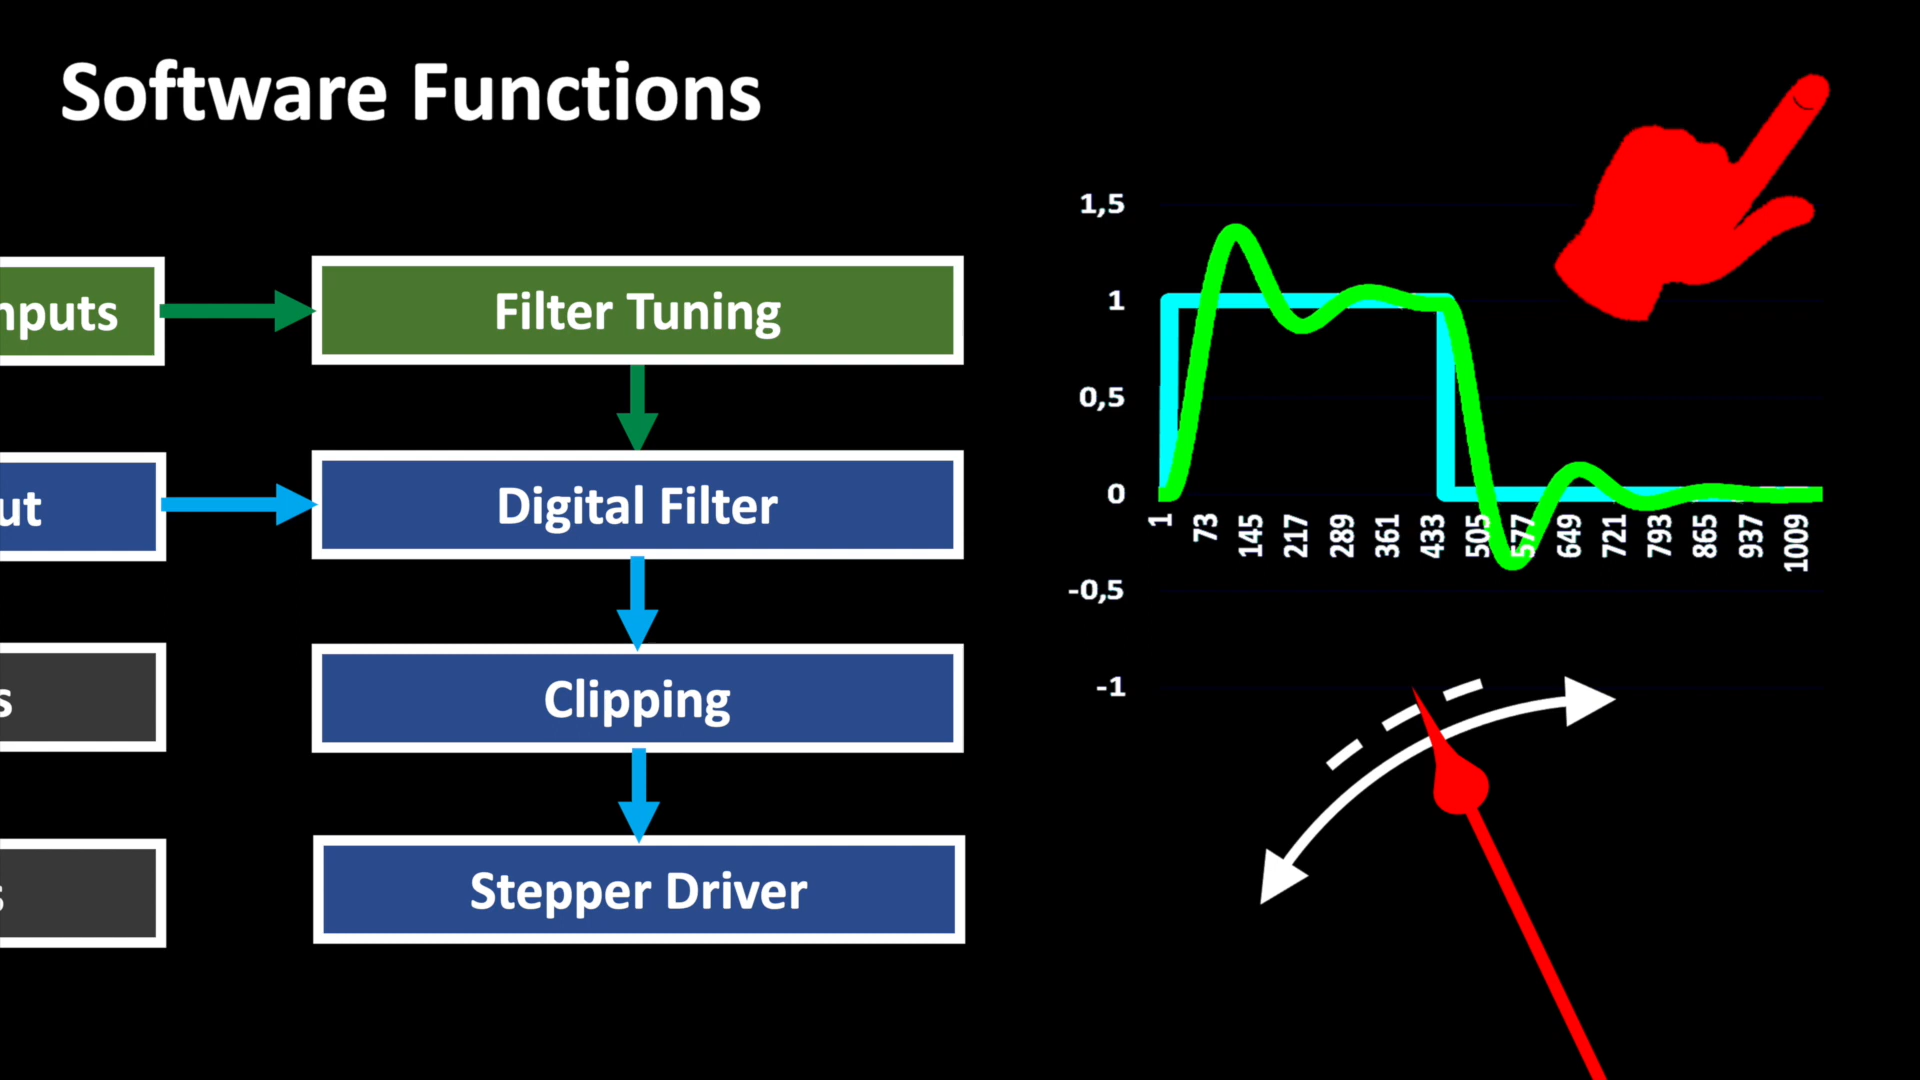 Software Functions
nputs
Filter Tuning
ut
Digital Filter
s
Clipping
s
Stepper Driver
1,5
1
0,5
0
-0,5
-1
1 73 145 217 289 361 433 505 577 649 721 793 865 937 1009